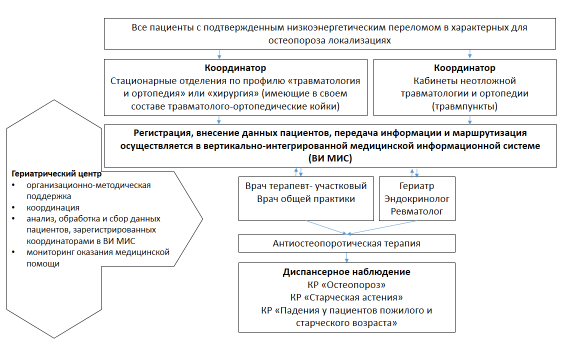 Все пациенты с подтвержденным низкоэнергетическим переломом в характерных для
остеопороза локализациях
Координатор
Стационарные отделения по профилю «травматология
и ортопедия» или «хирургия» (имеющие в своем
составе травматолого-ортопедические койки)
Координатор
Кабинеты неотложной
травматологии и ортопедии
(травмпункты)
Регистрация, внесение данных пациентов, передача информации и маршрутизация
осуществляется в вертикально-интегрированной медицинской информационной системе
(ВИ МИС)
Гериатрический центр
• организационно-методическая
поддержка
• координация
• анализ, обработка и сбор данных
пациентов, зарегистрированных
координаторами в ВИ МИС
• мониторинг оказания медицинской
помощи
Врач терапевт- участковый
Врач общей практики
Гериатр
Эндокринолог
Ревматолог
Антиостеопоротическая терапия
Диспансерное наблюдение
КР «Остеопороз»
КР «Старческая астения»
КР «Падения у пациентов пожилого и
старческого возраста»